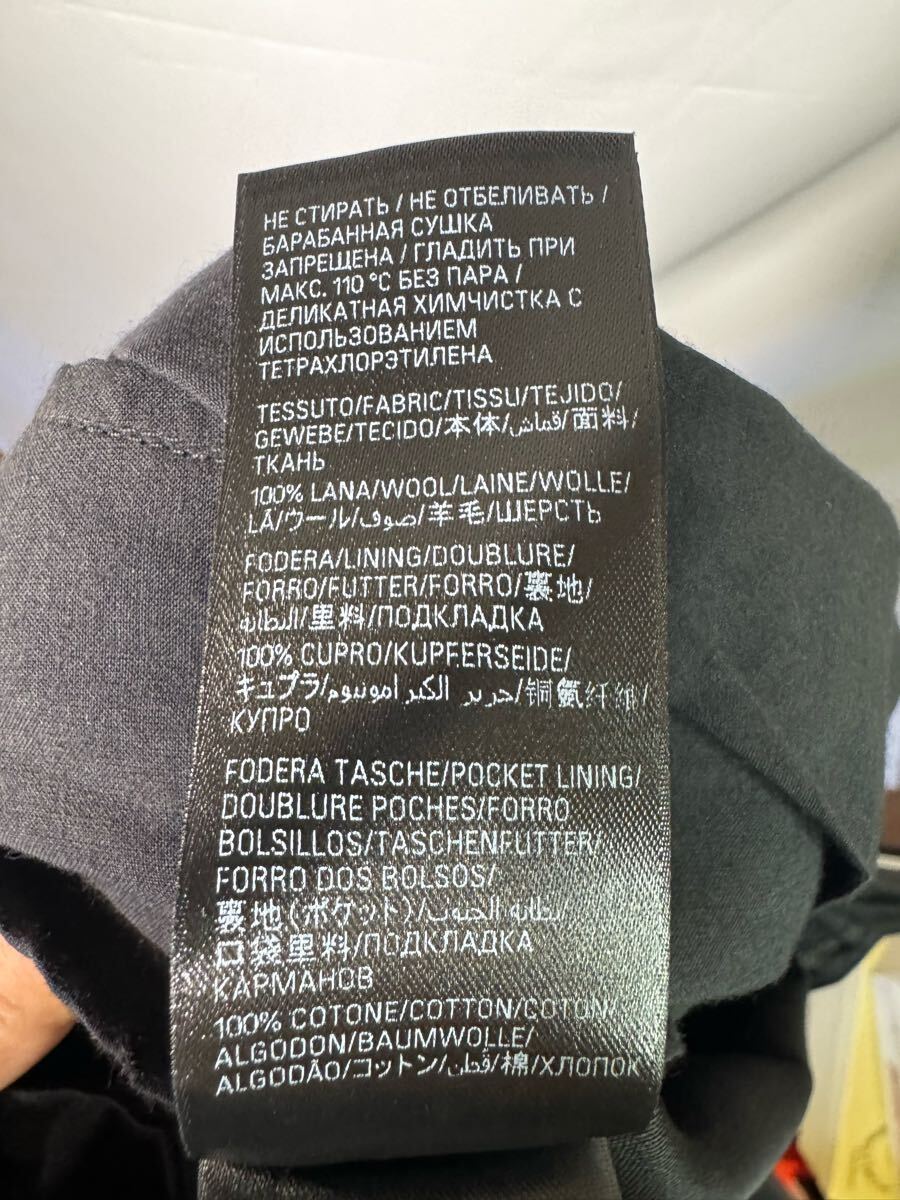 НЕ СТИРАТЬ / НЕ ОТБЕЛИВАТЬ /
БАРАБАННАЯ СУШКА
ЗАПРЕЩЕНА / ГЛАДИТЬ ПРИ
МАКС. 110 °C БЕЗ ПАРА /
ДЕЛИКАТНАЯ ХИМЧИСТКА С
ИСПОЛЬЗОВАНИЕМ
ТЕТРАХЛОРЭТИЛЕНА
TESSUTO/FABRIC/TISSU/TEJIDO/
GEWEBE/TECIDO/本体/قماش/面料/
ТКАНЬ
100% LANA/WOOL/LAINE/WOLLE/
LÃ/ウール/صوف/羊毛/ШЕРСТЬ
FODERA/LINING/DOUBLURE/
FORRO/FUTTER/FORRO/裏地/
البطانة/里料/ПОДКЛАДКА
100% CUPRO/KUPFERSEIDE/
キュプラ/حرير الكبر امونيوم/铜氨纤维/
КУПРО
FODERA TASCHE/POCKET LINING/
DOUBLURE POCHES/FORRO
BOLSILLOS/TASCHENFUTTER/
FORRO DOS BOLSOS/
裏地(ポケット)/بطانة الجيوب/
口袋里料/ПОДКЛАДКА
КАРМАНОВ
100% COTONE/COTTON/COTON/
ALGODON/BAUMWOLLE/
ALGODÃO/コットン/قطن/棉/ХЛОПОК